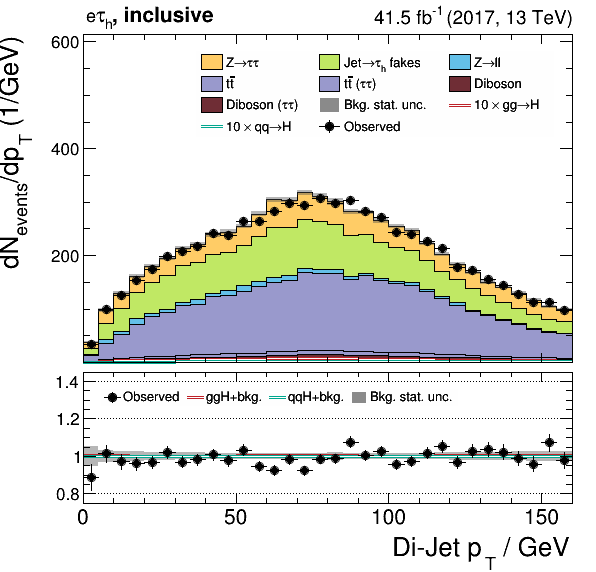 eτh, inclusive 41.5 fb-1 (2017, 13 TeV)
dNevents/dpT (1/GeV)
600
400
200
Z→ττ Jet→τh fakes Z→ll
tt̄ tt̄ (ττ) Diboson
Diboson (ττ) Bkg. stat. unc. 10 × gg→H
10 × qq→H Observed
1.4
1.2
1
0.8
Observed ggH+bkg. qqH+bkg. Bkg. stat. unc.
0 50 100 150
Di-Jet pT / GeV